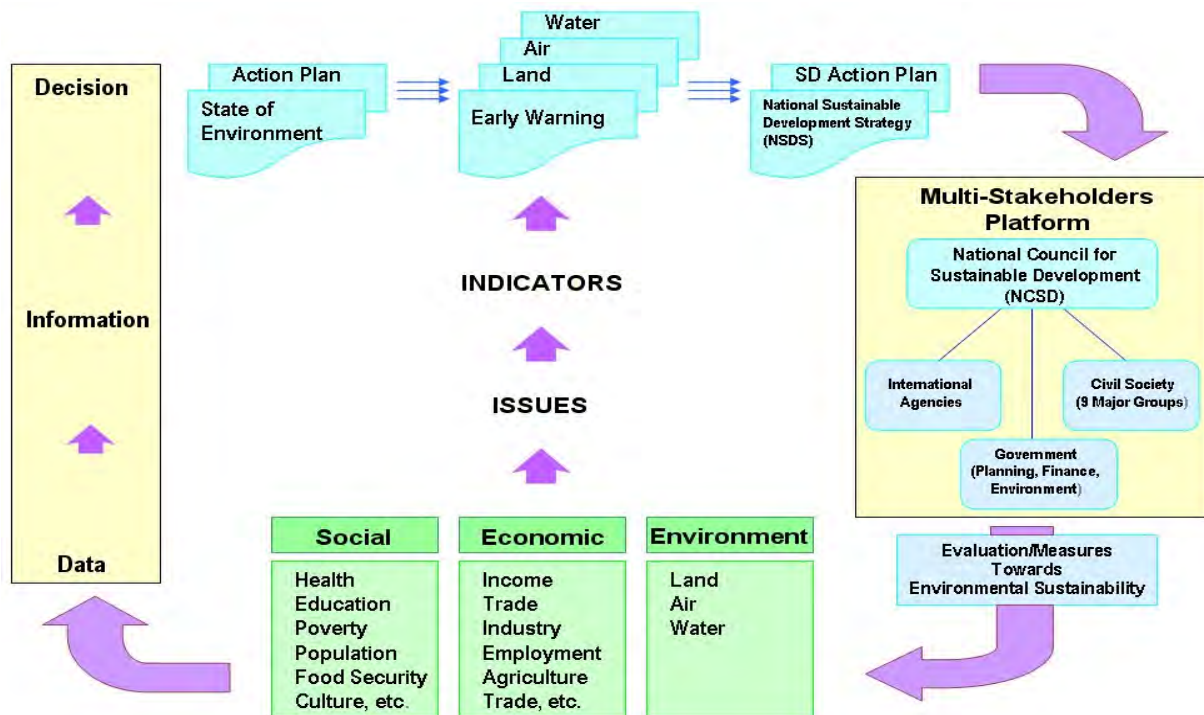 Decision
Information
Data
Action Plan
State of
Environment
Water
Air
Land
Early Warning
SD Action Plan
National Sustainable
Development Strategy
(NSDS)
INDICATORS
ISSUES
Social
Health
Education
Poverty
Population
Food Security
Culture, etc.
Economic
Income
Trade
Industry
Employment
Agriculture
Trade, etc.
Environment
Land
Air
Water
Multi-Stakeholders
Platform
National Council for
Sustainable Development
(NCSD)
International
Agencies
Civil Society
(9 Major Groups)
Government
(Planning, Finance,
Environment)
Evaluation/Measures
Towards
Environmental Sustainability